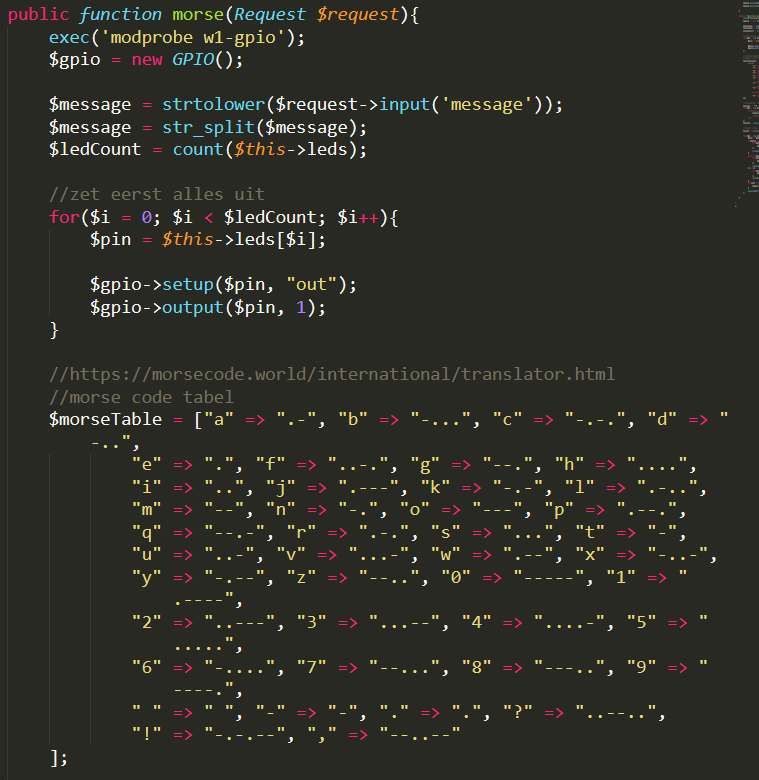 public function morse(Request $request){
exec('modprobe w1-gpio');
$gpio = new GPIO();
$message = strtolower($request->input('message'));
$message = str_split($message);
$ledCount = count($this->leds);
//zet eerst alles uit
for($i = 0; $i < $ledCount; $i++){
$pin = $this->leds[$i];
$gpio->setup($pin, "out");
$gpio->output($pin, 1);
}
//https://morsecode.world/international/translator.html
//morse code tabel
$morseTable = ["a" => ".-", "b" => "-...", "c" => "-.-.", "d" => "
-..",
"e" => ".", "f" => "..-.", "g" => "--.", "h" => "....",
"i" => "..", "j" => ".---", "k" => "-.-", "l" => ".-..",
"m" => "--", "n" => "-.", "o" => "---", "p" => ".--.",
"q" => "--.-", "r" => ".-.", "s" => "...", "t" => "-",
"u" => "..-", "v" => "...-", "w" => ".--", "x" => "-..-",
"y" => "-.--", "z" => "--..", "0" => "-----", "1" => "
.----",
"2" => "..---", "3" => "...--", "4" => "....-", "5" => "
.....",
"6" => "-....", "7" => "--...", "8" => "---..", "9" => "
----.",
" " => " ", "-" => "-", "." => ".", "?" => "..--..",
"!" => "-.-.--", "," => "--..--"
];